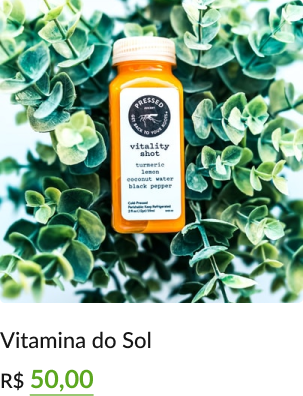 PRESSED
vitality
shot
turmeric
lemon
coconut water
black pepper
Cold-Pressed
Vitamina do Sol
R$ 50,00